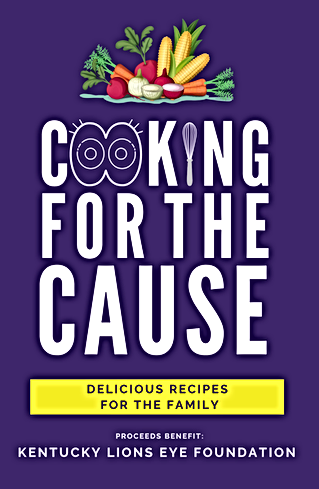 COOKING
FOR THE
CAUSE
DELICIOUS RECIPES
FOR THE FAMILY
PROCEEDS BENEFIT:
KENTUCKY LIONS EYE FOUNDATION